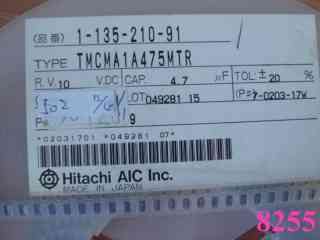 (品番) 1-135-210-91
TYPE TMCMA1A475MTR
R.V. 10 V.DC CAP. 4.7 μF TOL: ± 20 %
LOT 049281 15
9
*02031701 *049281 07*
Hitachi AIC Inc.
MADE IN JAPAN
8255